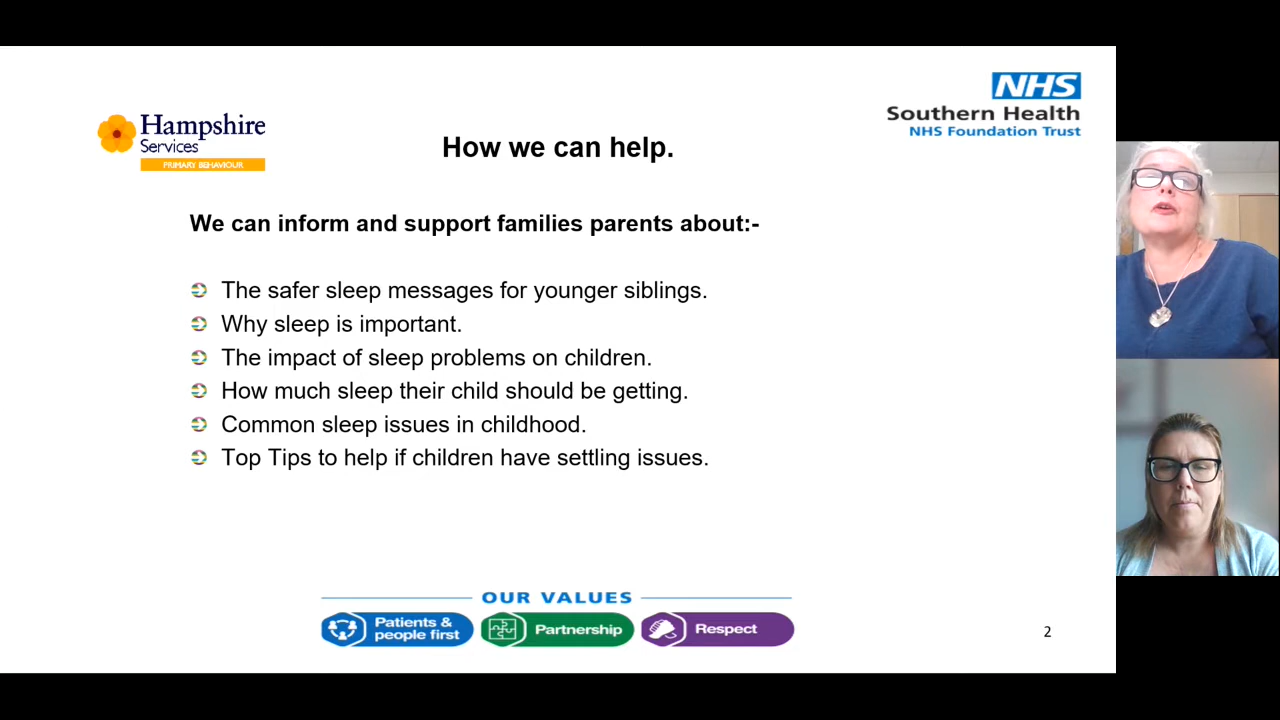 Hampshire
Services
PRIMARY BEHAVIOUR
NHS
Southern Health
NHS Foundation Trust
How we can help.
We can inform and support families parents about:-
The safer sleep messages for younger siblings.
Why sleep is important.
The impact of sleep problems on children.
How much sleep their child should be getting.
Common sleep issues in childhood.
Top Tips to help if children have settling issues.
OUR VALUES
Patients &
people first
Partnership
Respect
2